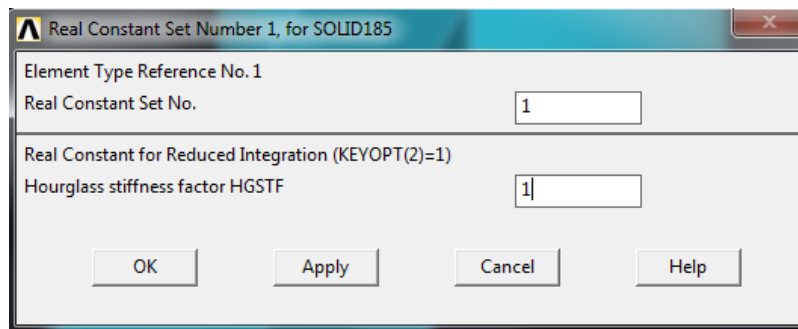 Real Constant Set Number 1, for SOLID185
X
Element Type Reference No. 1
Real Constant Set No. 1
Real Constant for Reduced Integration (KEYOPT(2)=1)
Hourglass stiffness factor HGSTF 1
OK Apply Cancel Help